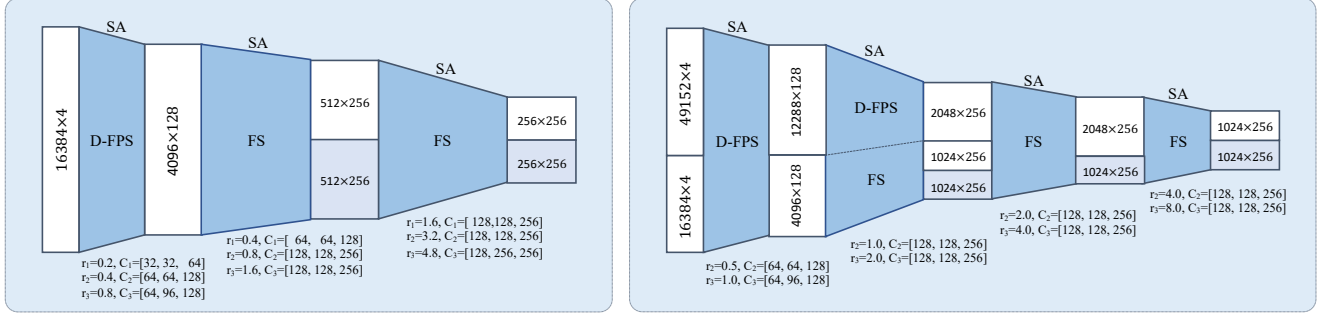 SA
SA
SA
16384×4
D-FPS
4096×128
FS
512×256
512×256
FS
256×256
256×256
r₁=0.2, C₁=[32, 32, 64]
r₂=0.4, C₂=[64, 64, 128]
r₃=0.8, C₃=[64, 96, 128]
r₁=0.4, C₁=[ 64, 64, 128]
r₂=0.8, C₂=[128, 128, 256]
r₃=1.6, C₃=[128, 128, 256]
r₁=1.6, C₁=[ 128,128, 256]
r₂=3.2, C₂=[128, 128, 256]
r₃=4.8, C₃=[128, 256, 256]
SA
SA
SA
SA
49152×4
16384×4
D-FPS
12288×128
4096×128
D-FPS
FS
2048×256
1024×256
1024×256
FS
2048×256
1024×256
FS
1024×256
1024×256
r₂=0.5, C₂=[64, 64, 128]
r₃=1.0, C₃=[64, 96, 128]
r₂=1.0, C₂=[128, 128, 256]
r₃=2.0, C₃=[128, 128, 256]
r₂=2.0, C₂=[128, 128, 256]
r₃=4.0, C₃=[128, 128, 256]
r₂=4.0, C₂=[128, 128, 256]
r₃=8.0, C₃=[128, 128, 256]